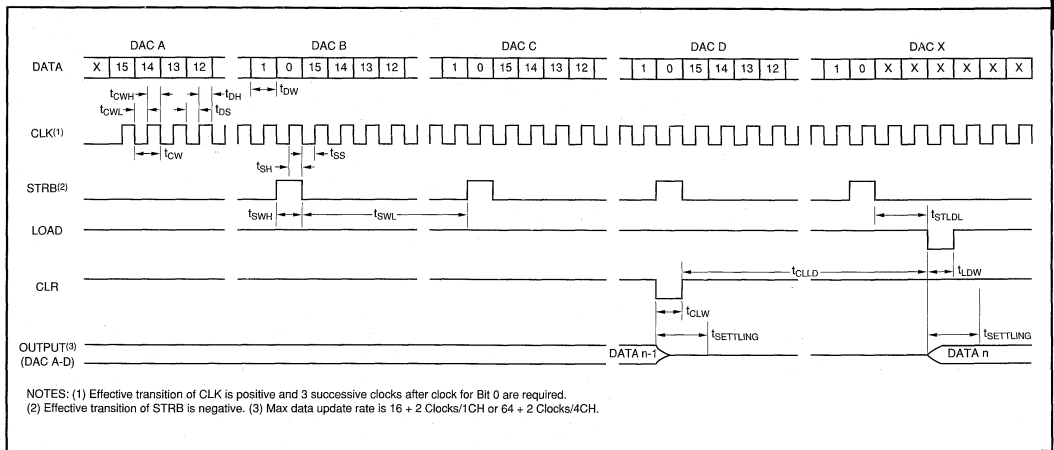 DAC A DAC B DAC C DAC D DAC X
DATA X 15 14 13 12 1 0 15 14 13 12 1 0 15 14 13 12 1 0 15 14 13 12 1 0 X X X X X
tCWH tDH tDW
tCWL tDS
CLK(1)
tCW tSS
tSH
STRB(2)
tSWH tSWL tSTLDL
LOAD
tCLLD tLDW
CLR
tCLW
tSETTLING tSETTLING
OUTPUT(3) DATA n-1 DATA n
(DAC A-D)
NOTES: (1) Effective transition of CLK is positive and 3 successive clocks after clock for Bit 0 are required.
(2) Effective transition of STRB is negative. (3) Max data update rate is 16 + 2 Clocks/1CH or 64 + 2 Clocks/4CH.